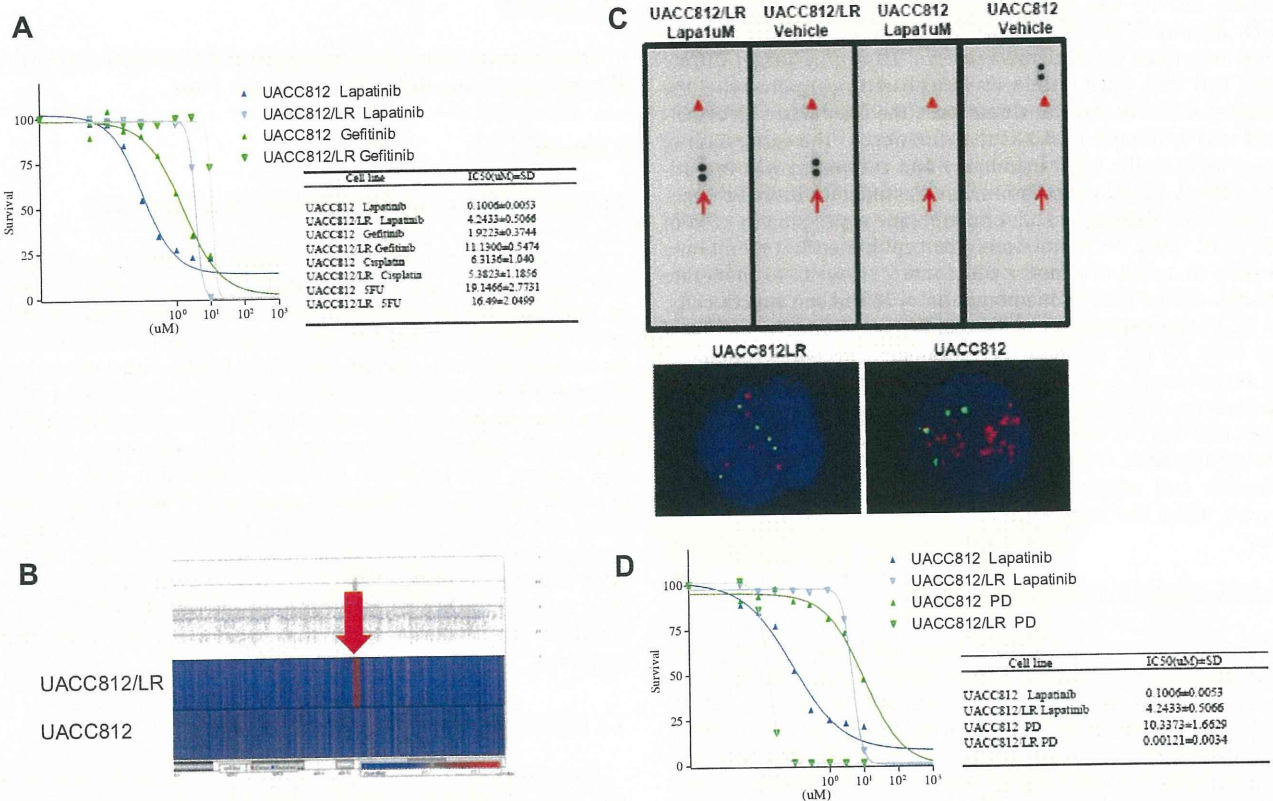 A
100
75
50
25
0
Survival
10⁰ 10¹ 10² 10³
(uM)
UACC812 Lapatinib
UACC812/LR Lapatinib
UACC812 Gefitinib
UACC812/LR Gefitinib
Cell line IC50(uM)±SD
UACC812 Lapatinib 0.1006±0.0053
UACC812/LR Lapatinib 4.2433±0.5066
UACC812 Gefitinib 1.9223±0.3744
UACC812/LR Gefitinib 11.1300±0.5474
UACC812 Cisplatin 6.3136±1.040
UACC812/LR Cisplatin 5.3823±1.1856
UACC812 5FU 19.1466±2.7731
UACC812/LR 5FU 16.49±2.0499
B
UACC812/LR
UACC812
C
UACC812/LR UACC812/LR UACC812 UACC812
Lapa1uM Vehicle Lapa1uM Vehicle
UACC812LR UACC812
D
100
75
50
25
0
Survival
10⁰ 10¹ 10² 10³
(uM)
UACC812 Lapatinib
UACC812/LR Lapatinib
UACC812 PD
UACC812/LR PD
Cell line IC50(uM)±SD
UACC812 Lapatinib 0.1006±0.0053
UACC812/LR Lapatinib 4.2433±0.5066
UACC812 PD 10.3373±1.6629
UACC812/LR PD 0.00121±0.0034